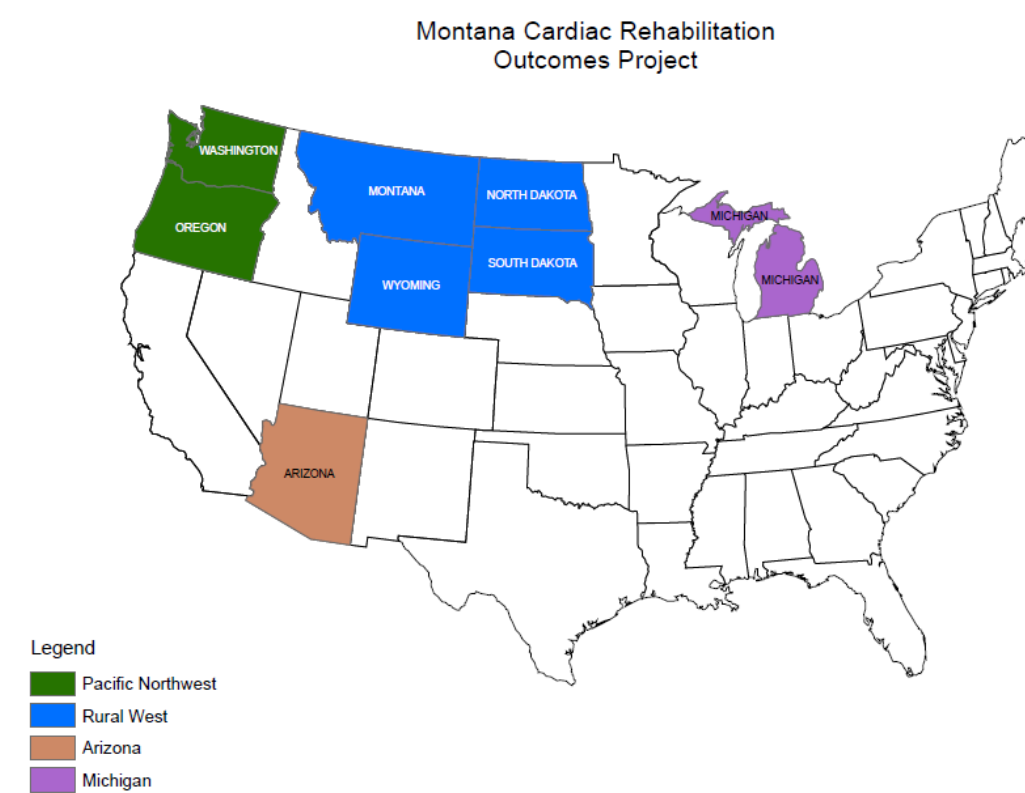 Montana Cardiac Rehabilitation
Outcomes Project
WASHINGTON
MONTANA
NORTH DAKOTA
MICHIGAN
OREGON
SOUTH DAKOTA
MICHIGAN
WYOMING
ARIZONA
Legend
Pacific Northwest
Rural West
Arizona
Michigan